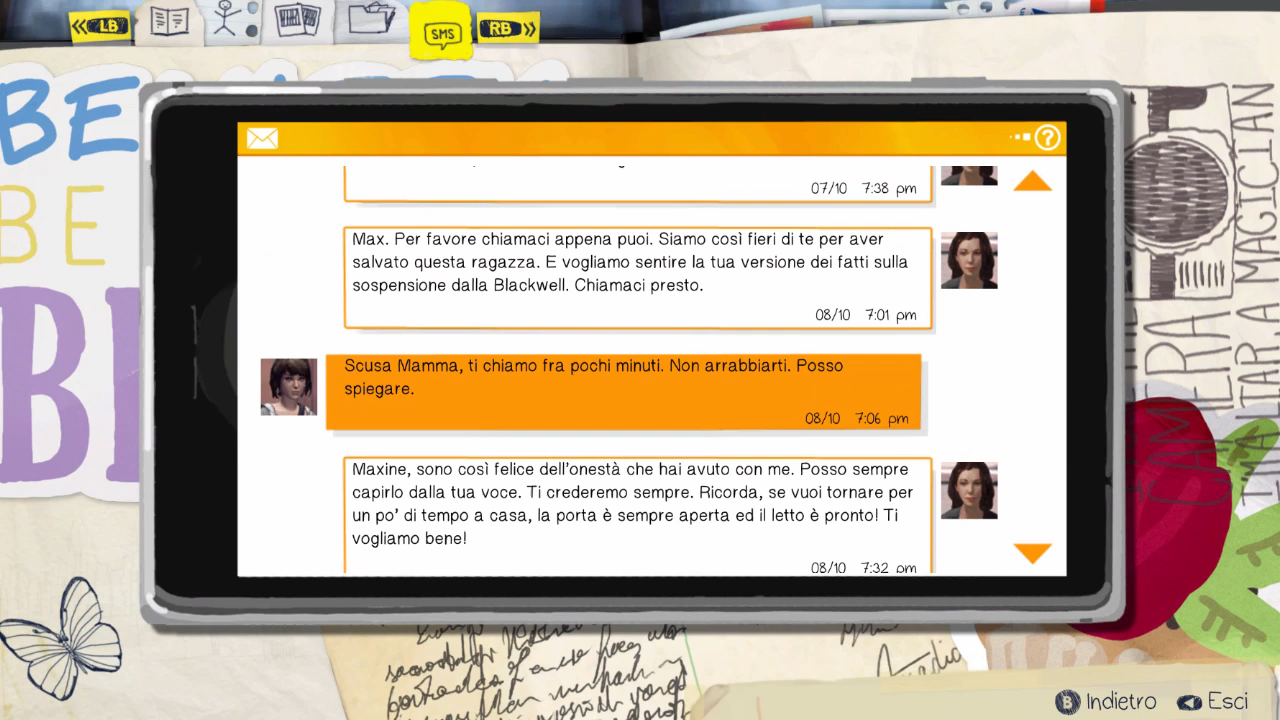 LB
SMS
RB
BE
BE
07/10 7:38 pm
Max. Per favore chiamaci appena puoi. Siamo così fieri di te per aver
salvato questa ragazza. E vogliamo sentire la tua versione dei fatti sulla
sospensione dalla Blackwell. Chiamaci presto.
08/10 7:01 pm
Scusa Mamma, ti chiamo fra pochi minuti. Non arrabbiarti. Posso
spiegare.
08/10 7:06 pm
Maxine, sono così felice dell'onestà che hai avuto con me. Posso sempre
capirlo dalla tua voce. Ti crederemo sempre. Ricorda, se vuoi tornare per
un po' di tempo a casa, la porta è sempre aperta ed il letto è pronto! Ti
vogliamo bene!
08/10 7:32 pm
MAGICIAN
B Indietro
Esci